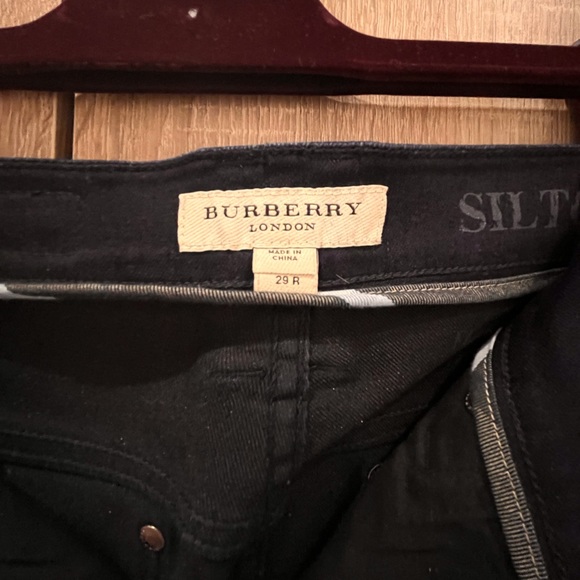 BURBERRY
LONDON
SILT
MADE IN
CHINA
29 R